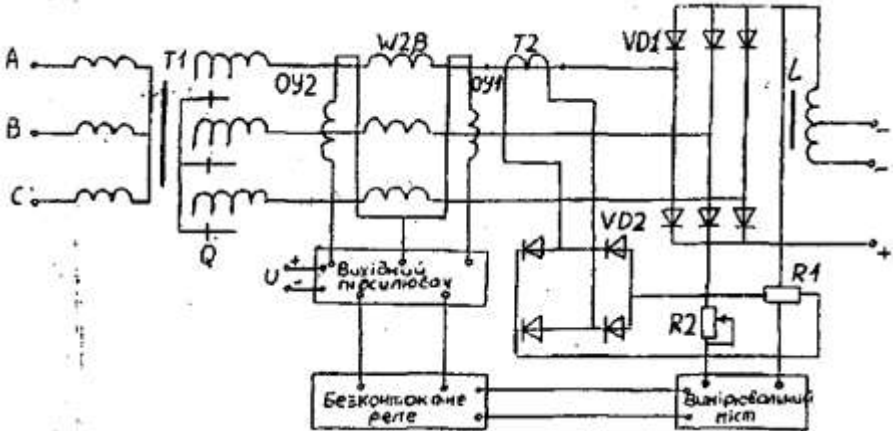 A
T1
W2B
T2
VD1
L
ОУ2
ОУ1
B
C
Q
VD2
+
R1
R2
U
+
-
Вихідний
підсилювач
Безконтактне
реле
Вимірювальний
міст
-
-